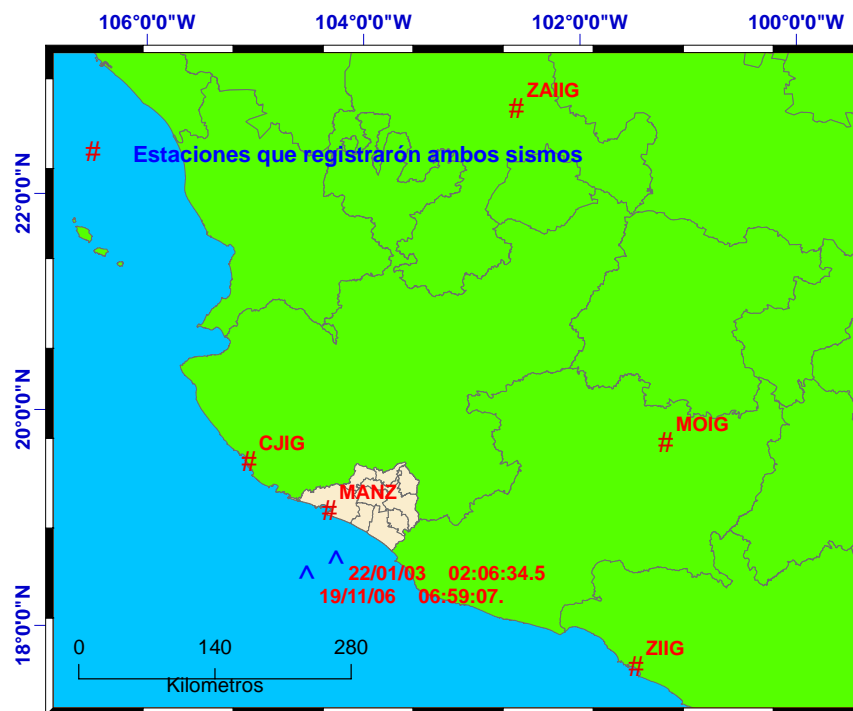 106°0'0"W 104°0'0"W 102°0'0"W 100°0'0"W
22°0'0"N
20°0'0"N
18°0'0"N
# ZAIIG
# Estaciones que registrarón ambos sismos
# MOIG
# CJIG
# MANZ
^ 22/01/03 02:06:34.5
^ 19/11/06 06:59:07.
# ZIIG
0 140 280
Kilometros